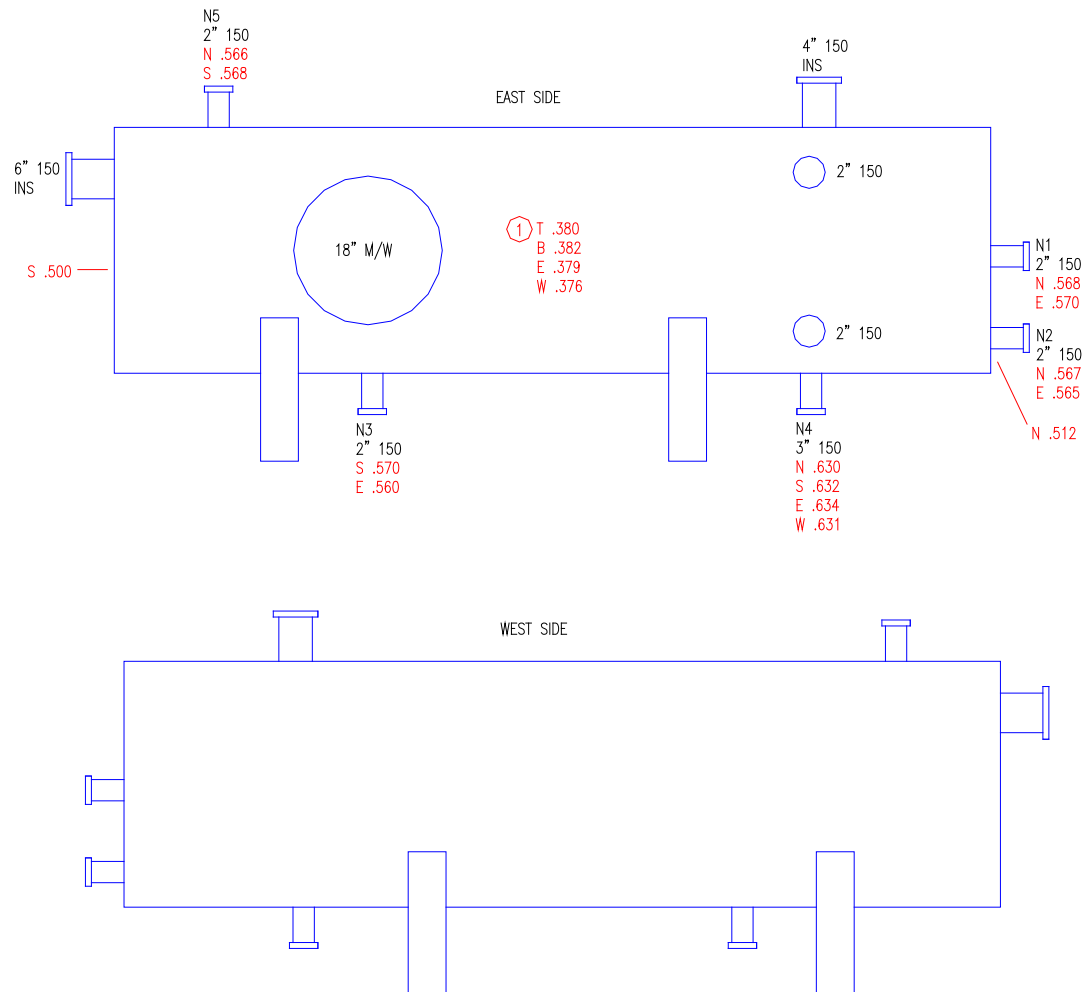 N5
2” 150
N .566
S .568
4” 150
INS
EAST SIDE
6” 150
INS
2” 150
18” M/W
1
T .380
B .382
E .379
W .376
S .500
N1
2” 150
N .568
E .570
2” 150
N2
2” 150
N .567
E .565
N .512
N3
2” 150
S .570
E .560
N4
3” 150
N .630
S .632
E .634
W .631
WEST SIDE